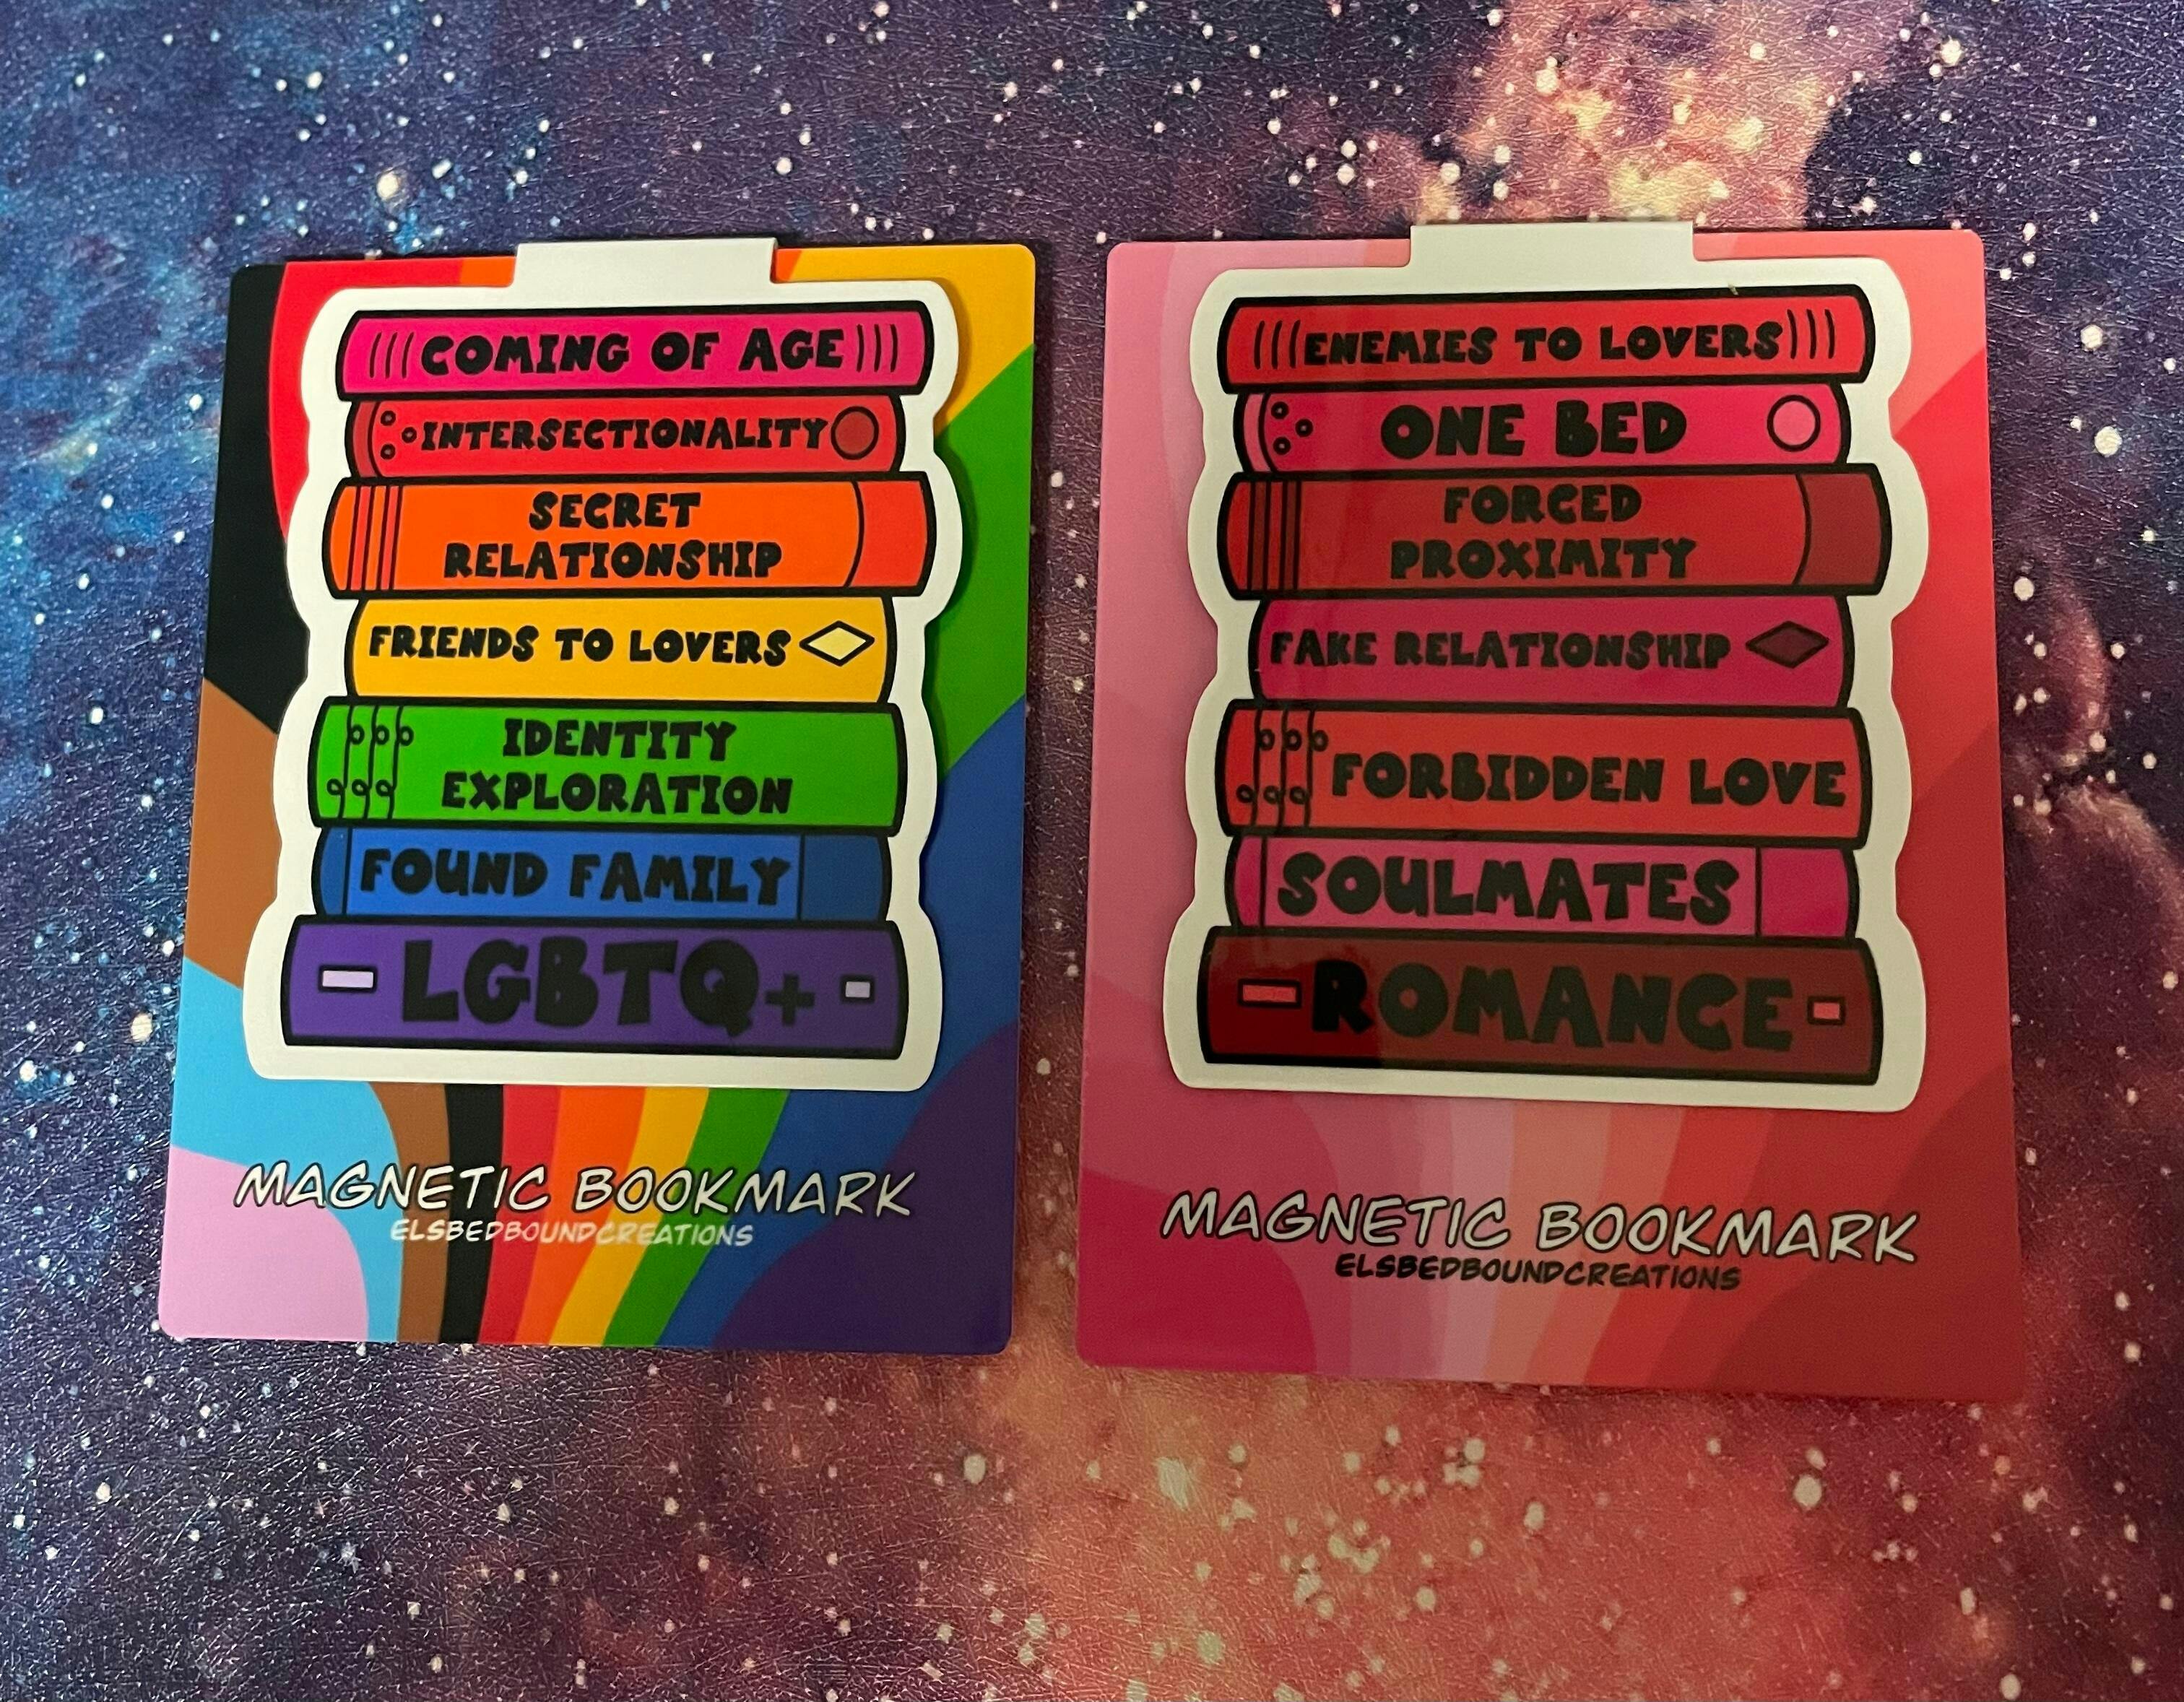 COMING OF AGE
INTERSECTIONALITY
SECRET
RELATIONSHIP
FRIENDS TO LOVERS
IDENTITY
EXPLORATION
FOUND FAMILY
LGBTQ+
MAGNETIC BOOKMARK
ELSBEDBOUNDCREATIONS
ENEMIES TO LOVERS
ONE BED
FORCED
PROXIMITY
FAKE RELATIONSHIP
FORBIDDEN LOVE
SOULMATES
ROMANCE
MAGNETIC BOOKMARK
ELSBEDBOUNDCREATIONS